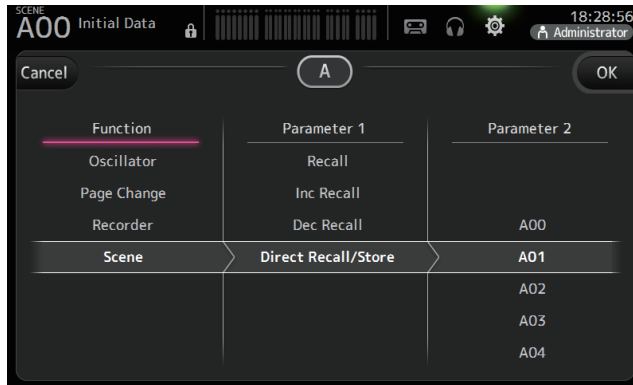 SCENE
A00 Initial Data
18:28:56
Administrator
Cancel
A
OK
Function
Parameter 1
Parameter 2
Oscillator
Recall
Page Change
Inc Recall
Recorder
Dec Recall
A00
Scene
Direct Recall/Store
A01
A02
A03
A04